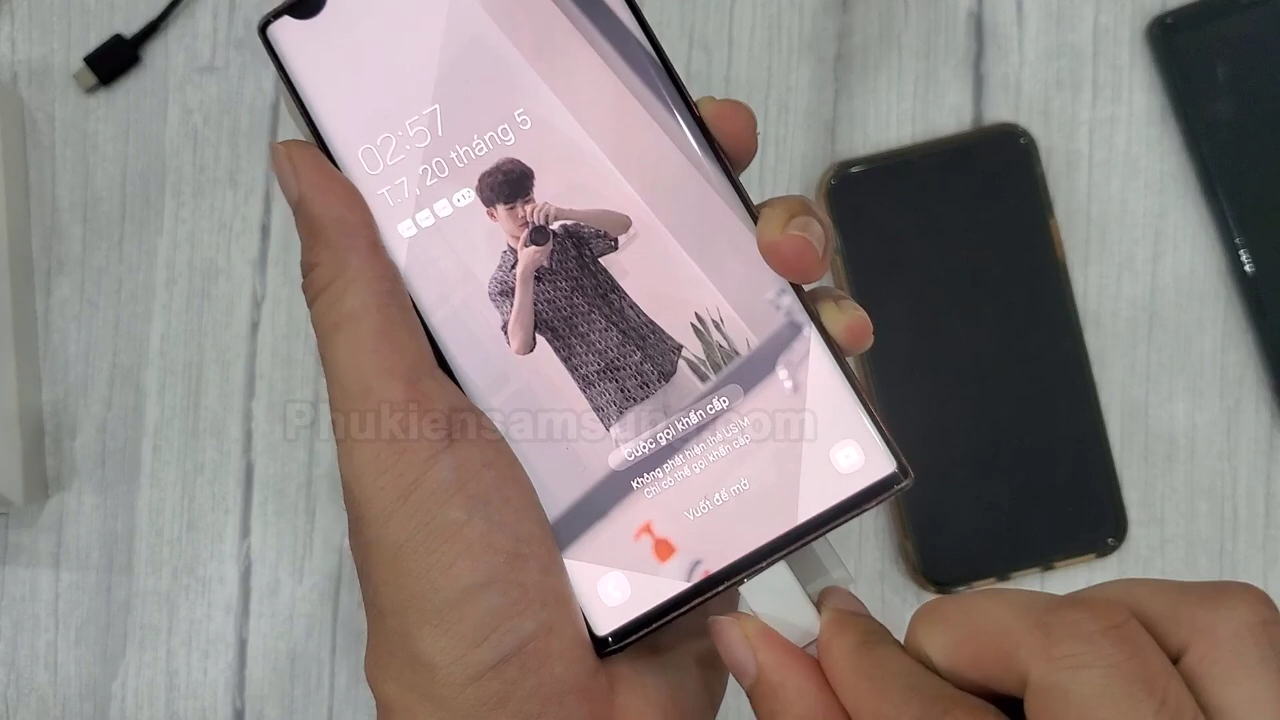 02:57
T.7, 20 tháng 5
+12
Phukiensamsung.com
Cuộc gọi khẩn cấp
Không phát hiện thẻ USIM
Chỉ có thể gọi khẩn cấp
Vuốt để mở